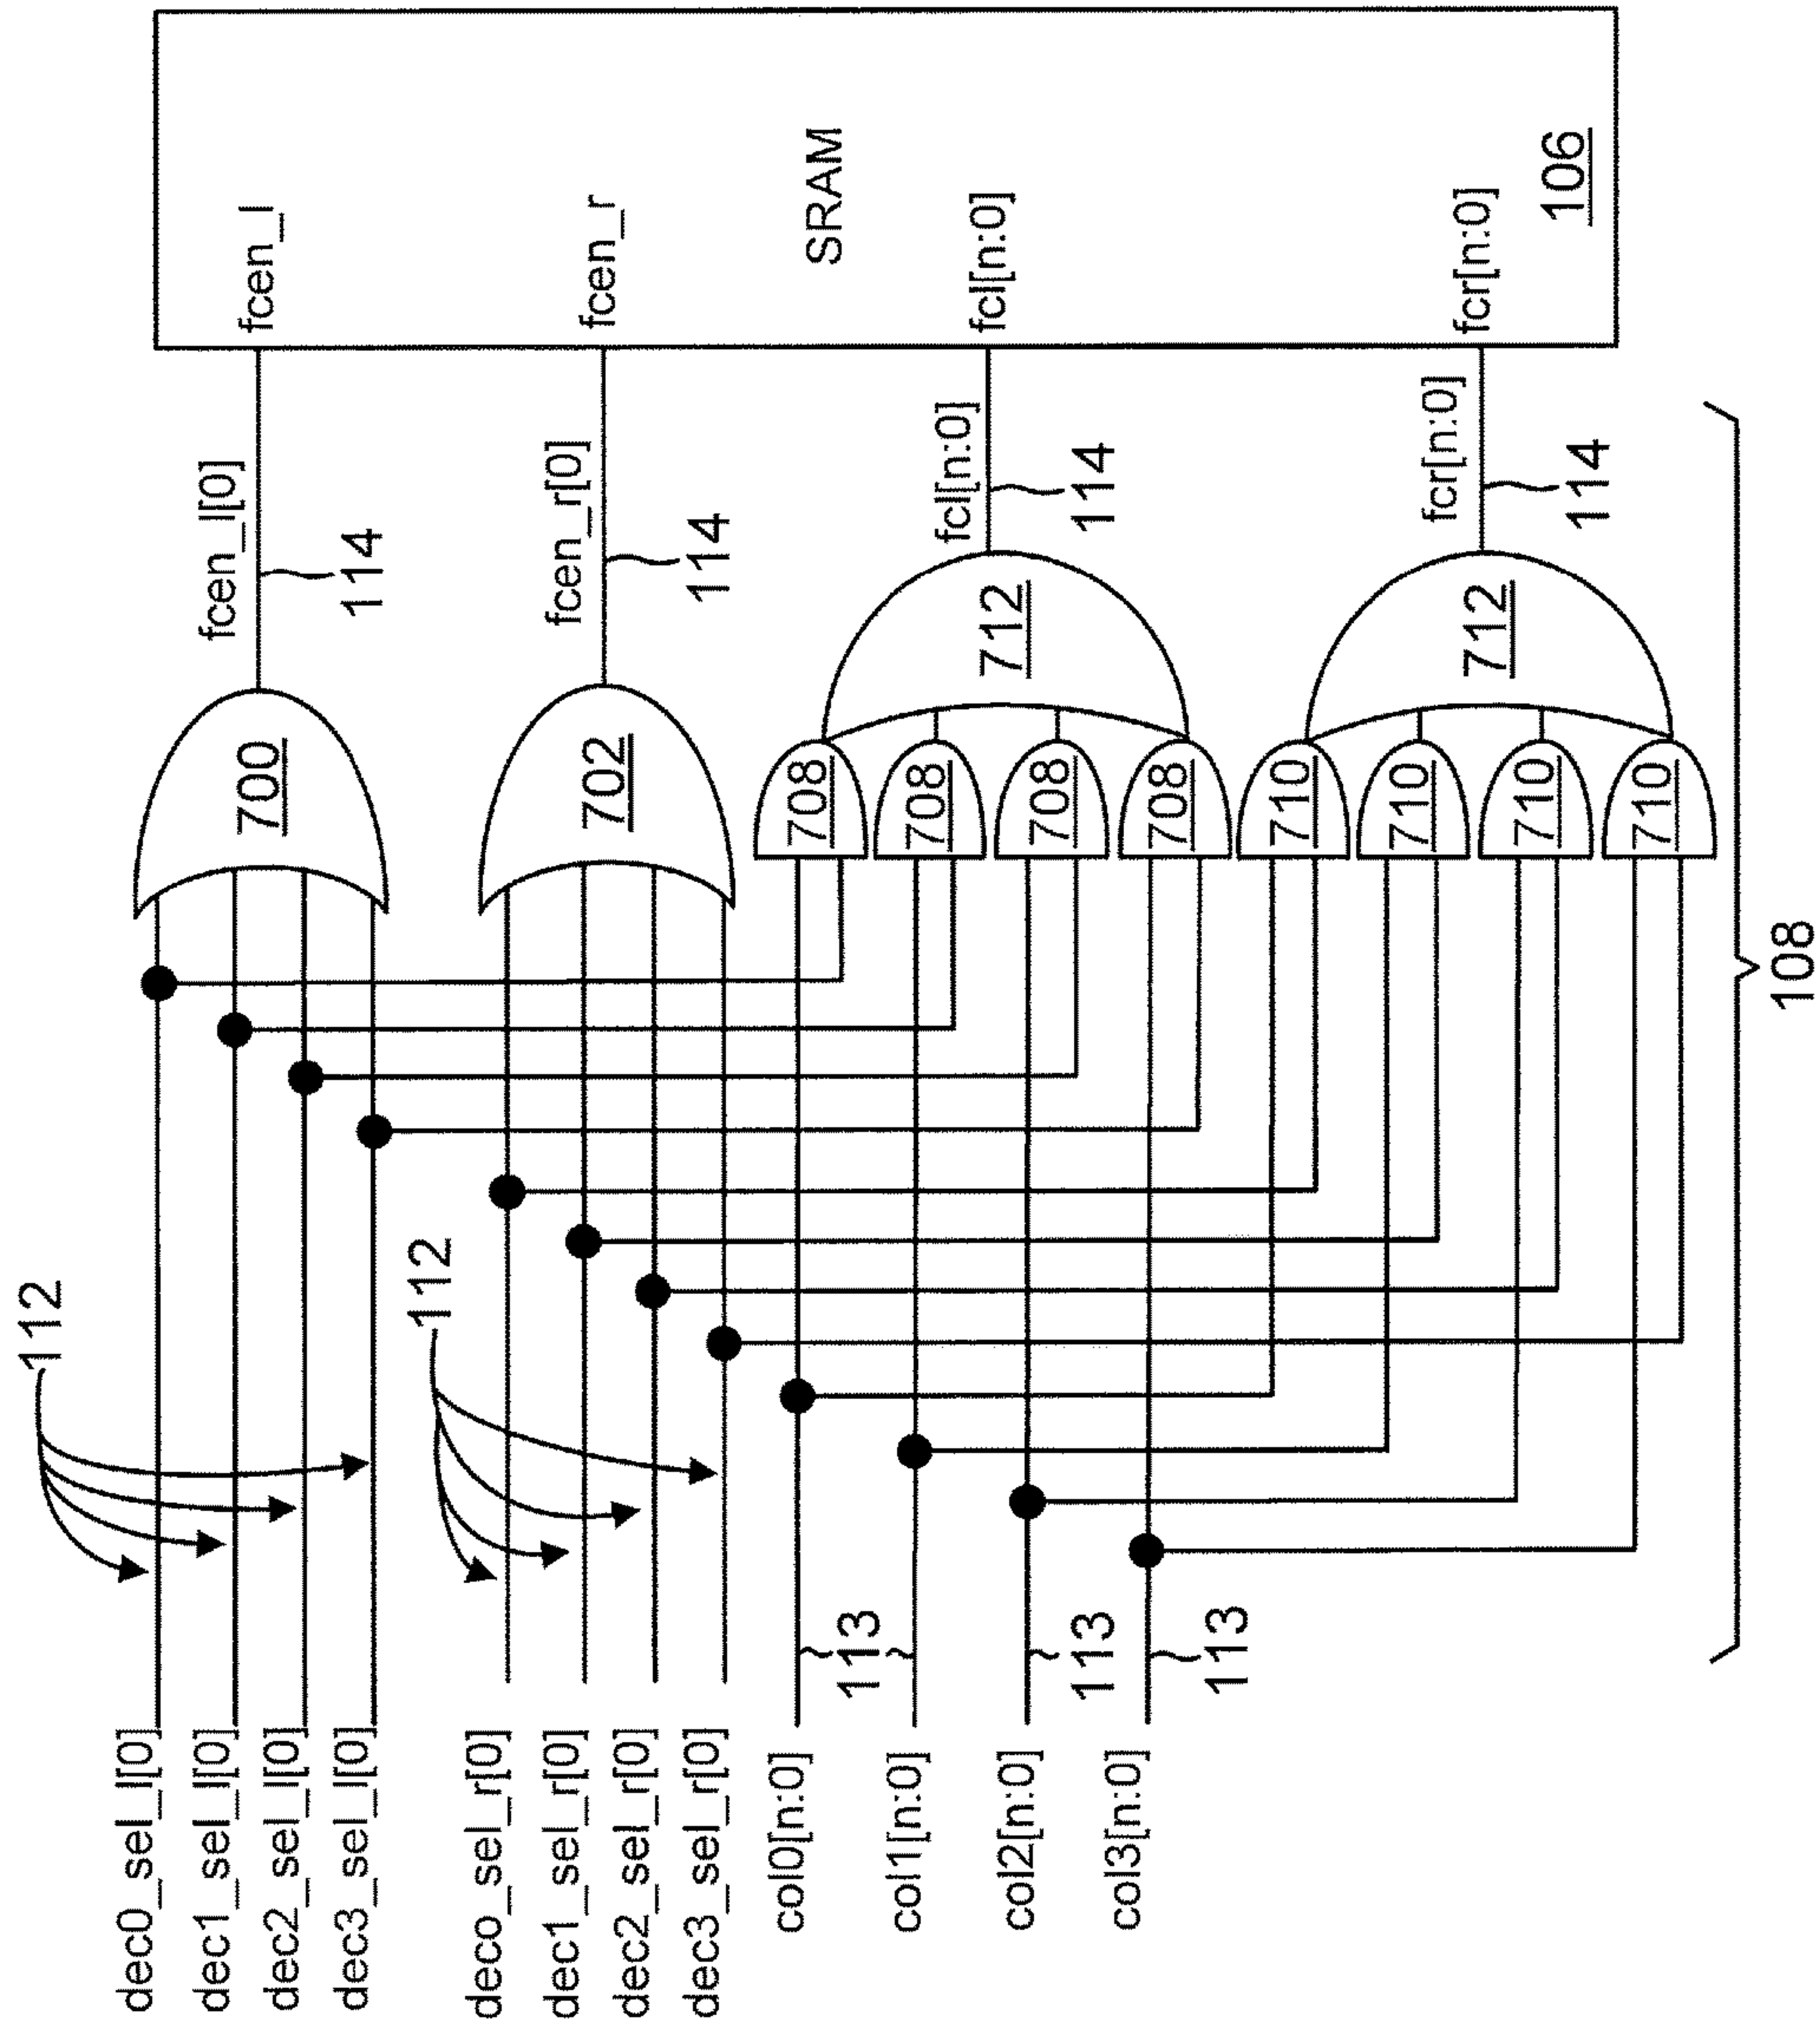 112
dec0_sel_l[0]
dec1_sel_l[0]
dec2_sel_l[0]
dec3_sel_l[0]
700
fcen_l[0]
114
fcen_l
112
deco_sel_r[0]
dec1_sel_r[0]
dec2_sel_r[0]
dec3_sel_r[0]
702
fcen_r[0]
114
fcen_r
SRAM
106
col0[n:0]
113
col1[n:0]
col2[n:0]
113
col3[n:0]
113
708
708
708
708
712
fcl[n:0]
114
fcl[n:0]
710
710
710
710
712
fcr[n:0]
114
fcr[n:0]
108